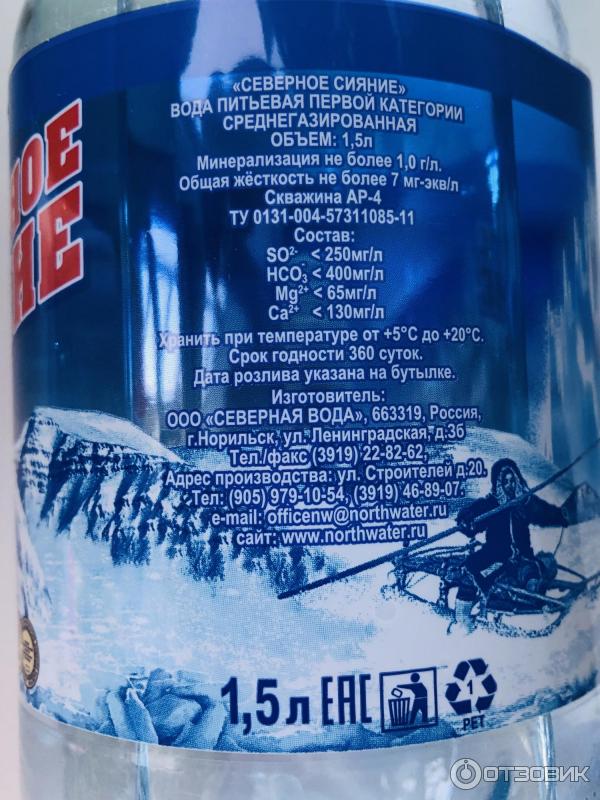 НОЕ
НИЕ
«СЕВЕРНОЕ СИЯНИЕ»
ВОДА ПИТЬЕВАЯ ПЕРВОЙ КАТЕГОРИИ
СРЕДНЕГАЗИРОВАННАЯ
ОБЪЕМ: 1,5л
Минерализация не более 1,0 г/л.
Общая жёсткость не более 7 мг-экв/л
Скважина АР-4
ТУ 0131-004-57311085-11
Состав:
SO²⁻ < 250мг/л
HCO₃⁻ < 400мг/л
Mg²⁺ < 65мг/л
Ca²⁺ < 130мг/л
Хранить при температуре от +5°С до +20°С.
Срок годности 360 суток.
Дата розлива указана на бутылке.
Изготовитель:
ООО «СЕВЕРНАЯ ВОДА», 663319, Россия,
г.Норильск, ул. Ленинградская, д.3б
Тел./факс (3919) 22-82-62,
Адрес производства: ул. Строителей д.20.
Тел: (905) 979-10-54, (3919) 46-89-07.
e-mail: officenw@northwater.ru
сайт: www.northwater.ru
1,5 л EAC 1
PET
ОТЗОВИК